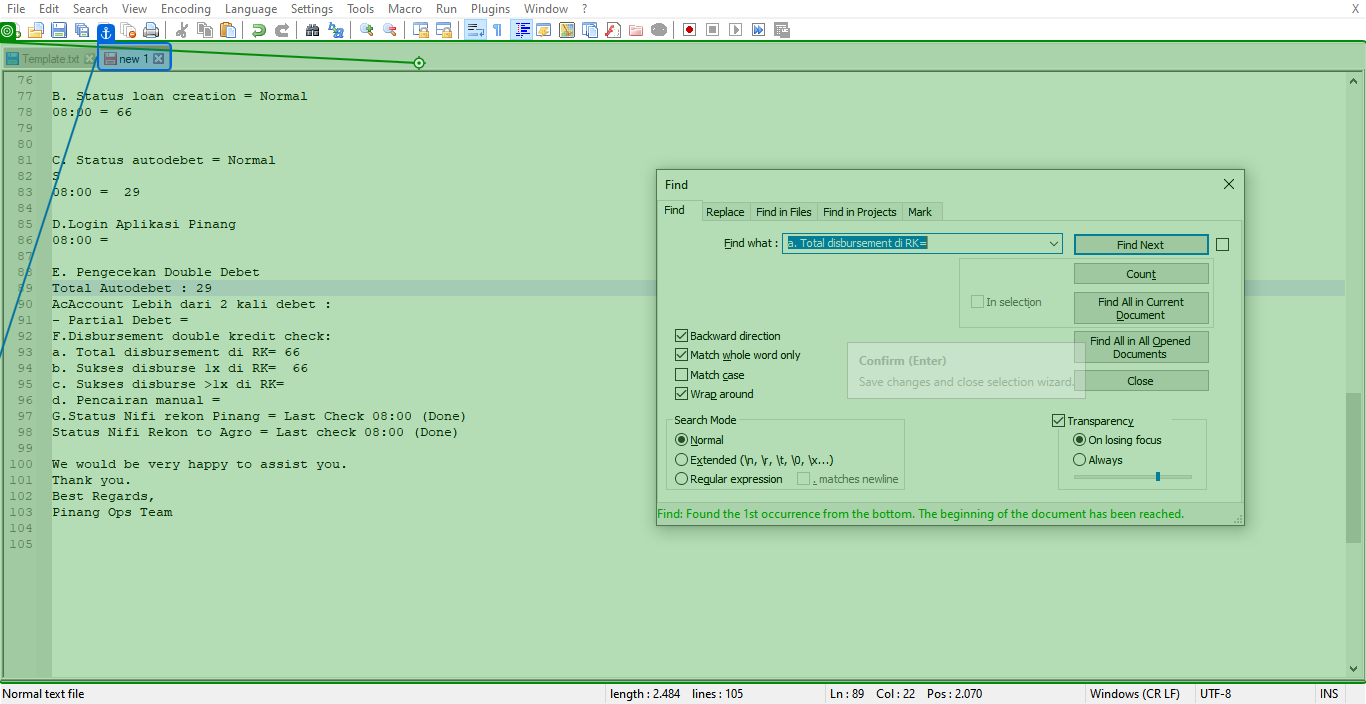 File Edit Search View Encoding Language Settings Tools Macro Run Plugins Window ? X
Template.txt new 1
76
77 B. Status loan creation = Normal
78 08:00 = 66
79
80
81 C. Status autodebet = Normal
82 S
83 08:00 =  29
84
85 D.Login Aplikasi Pinang
86 08:00 =
87
88 E. Pengecekan Double Debet
89 Total Autodebet : 29
90 AcAccount Lebih dari 2 kali debet :
91 - Partial Debet =
92 F.Disbursement double kredit check:
93 a. Total disbursement di RK= 66
94 b. Sukses disburse 1x di RK=  66
95 c. Sukses disburse >1x di RK=
96 d. Pencairan manual =
97 G.Status Nifi rekon Pinang = Last Check 08:00 (Done)
98 Status Nifi Rekon to Agro = Last check 08:00 (Done)
99
100 We would be very happy to assist you.
101 Thank you.
102 Best Regards,
103 Pinang Ops Team
104
105
Find
Find Replace Find in Files Find in Projects Mark
Find what : a. Total disbursement di RK= Find Next
Count
In selection
Find All in Current
Document
Find All in All Opened
Documents
Close
Backward direction
Match whole word only
Match case
Wrap around
Confirm (Enter)
Save changes and close selection wizard.
Search Mode
Normal
Extended (\n, \r, \t, \0, \x...)
Regular expression . matches newline
Transparency
On losing focus
Always
Find: Found the 1st occurrence from the bottom. The beginning of the document has been reached.
Normal text file length : 2.484 lines : 105 Ln : 89 Col : 22 Pos : 2.070 Windows (CR LF) UTF-8 INS